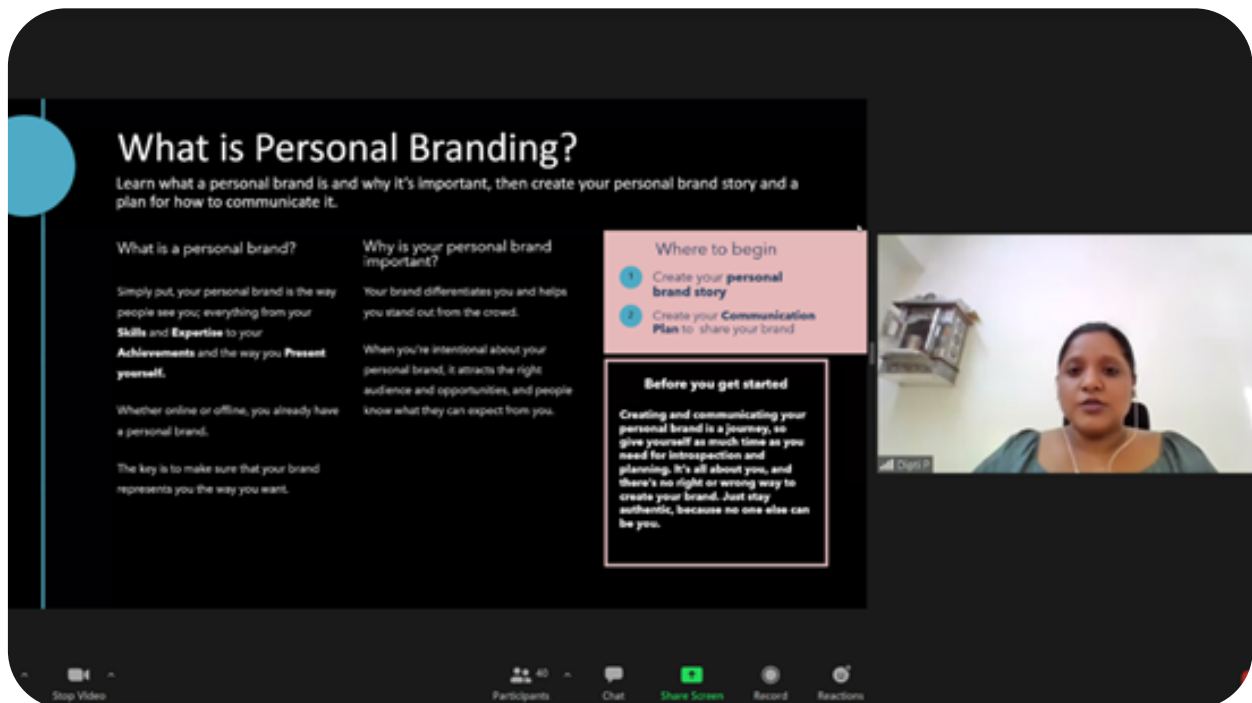 What is Personal Branding?
Learn what a personal brand is and why it's important, then create your personal brand story and a
plan for how to communicate it.
What is a personal brand?
Simply put, your personal brand is the way
people see you; everything from your
Skills and Expertise to your
Achievements and the way you Present
yourself.
Whether online or offline, you already have
a personal brand.
The key is to make sure that your brand
represents you the way you want.
Why is your personal brand
important?
Your brand differentiates you and helps
you stand out from the crowd.
When you're intentional about your
personal brand, it attracts the right
audience and opportunities, and people
know what they can expect from you.
Where to begin
1 Create your personal
brand story
2 Create your Communication
Plan to share your brand
Before you get started
Creating and communicating your
personal brand is a journey, so
give yourself as much time as you
need for introspection and
planning. It's all about you, and
there's no right or wrong way to
create your brand. Just stay
authentic, because no one else can
be you.
Dipti P
Stop Video
40
Participants
Chat
Share Screen
Record
Reactions